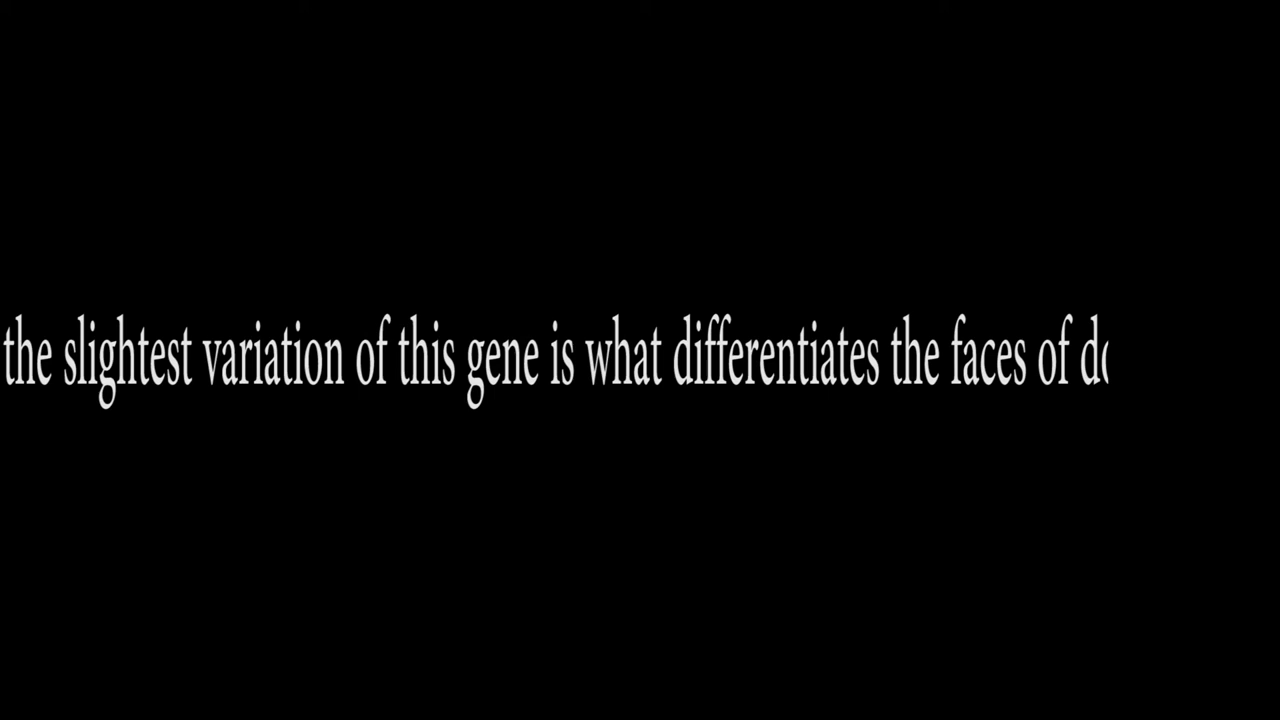 the slightest variation of this gene is what differentiates the faces of